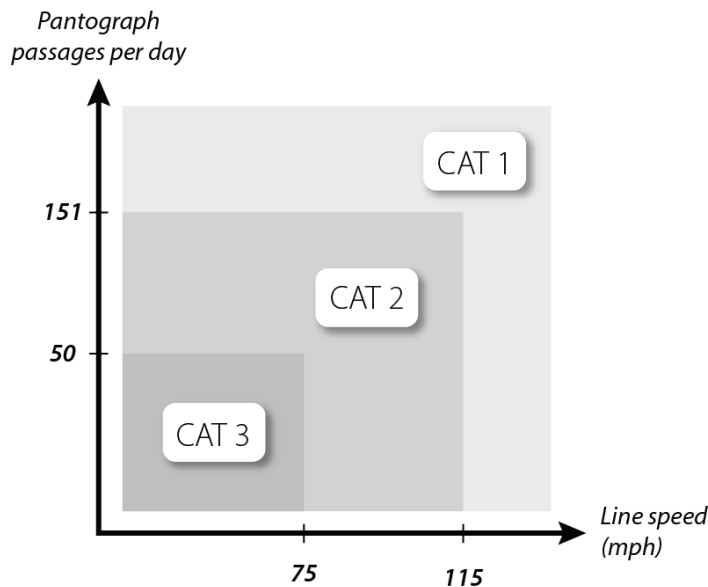 Pantograph
passages per day
CAT 1
151
CAT 2
50
CAT 3
Line speed
(mph)
75
115